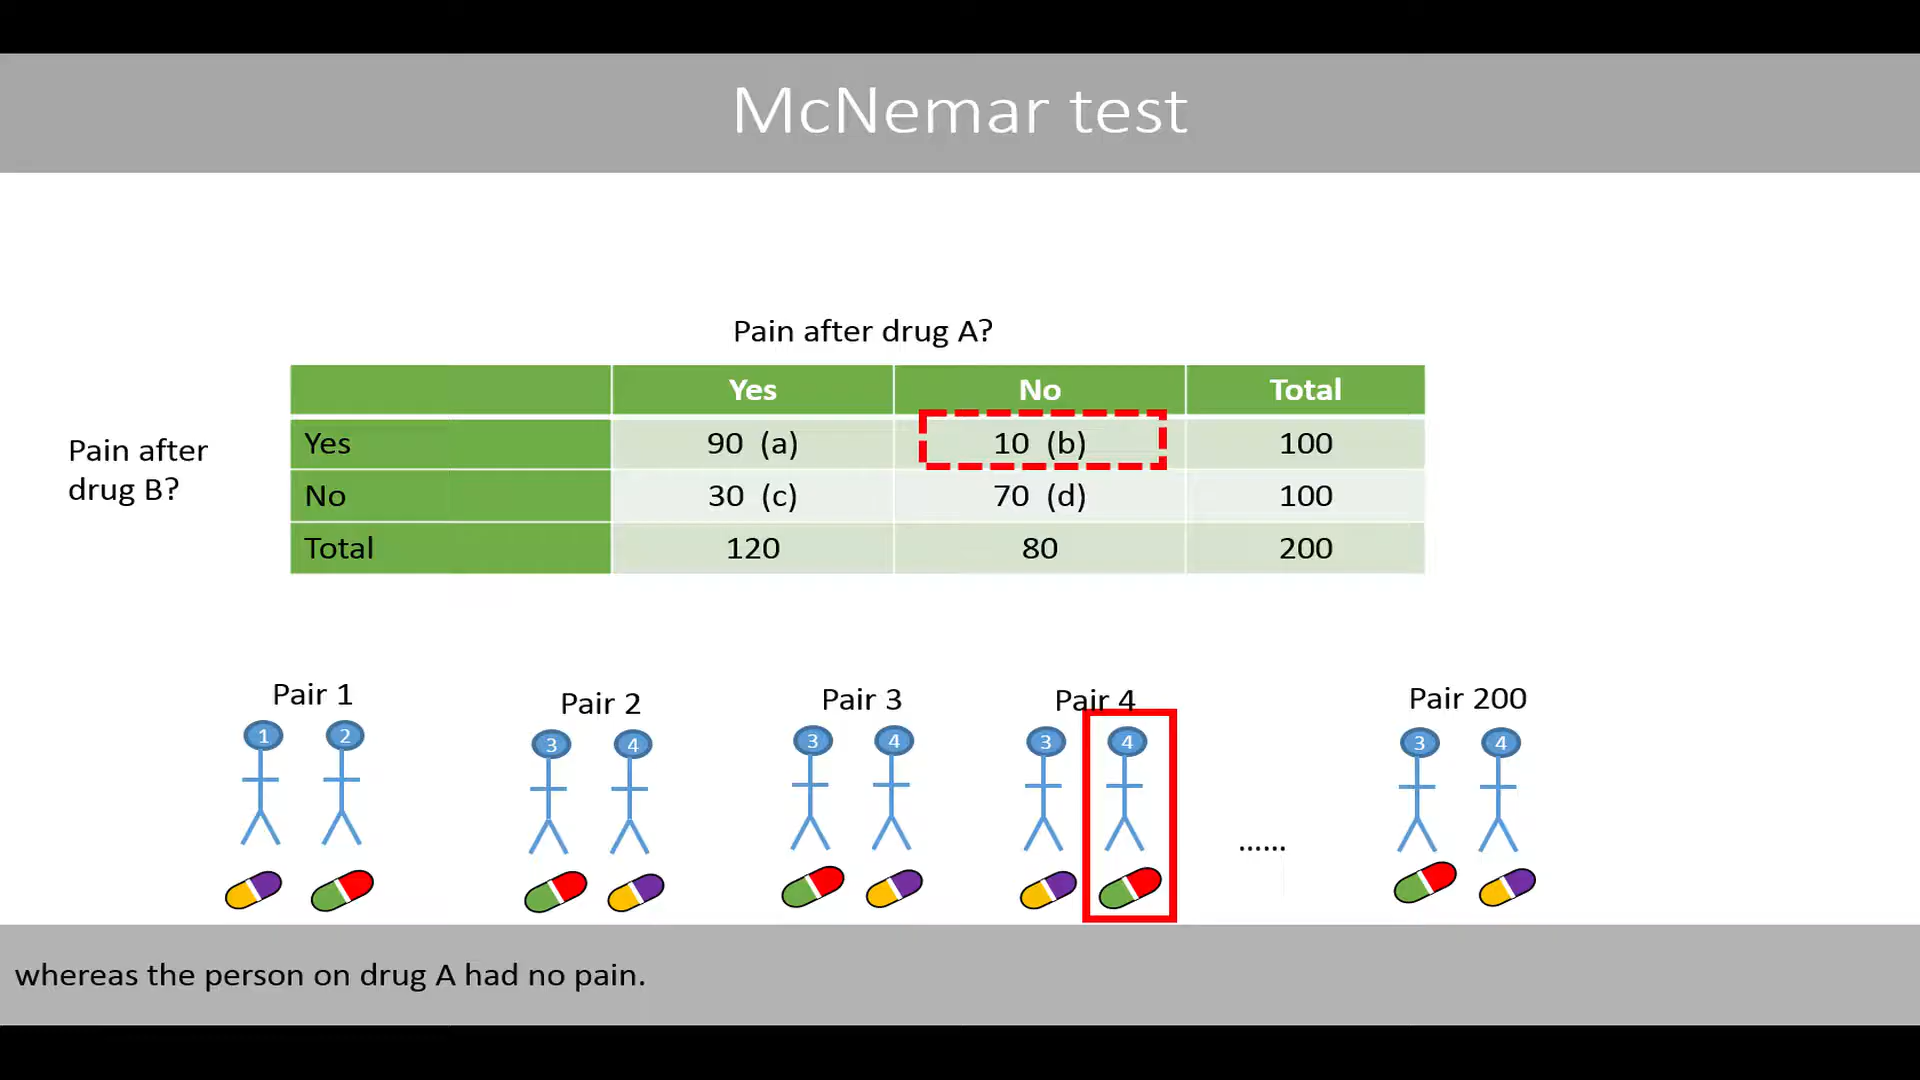 McNemar test
Pain after drug A?
Yes No Total
Pain after
drug B?
Yes 90 (a) 10 (b) 100
No 30 (c) 70 (d) 100
Total 120 80 200
Pair 1 Pair 2 Pair 3 Pair 4 Pair 200
1 2 3 4 3 4 3 4 3 4
......
whereas the person on drug A had no pain.